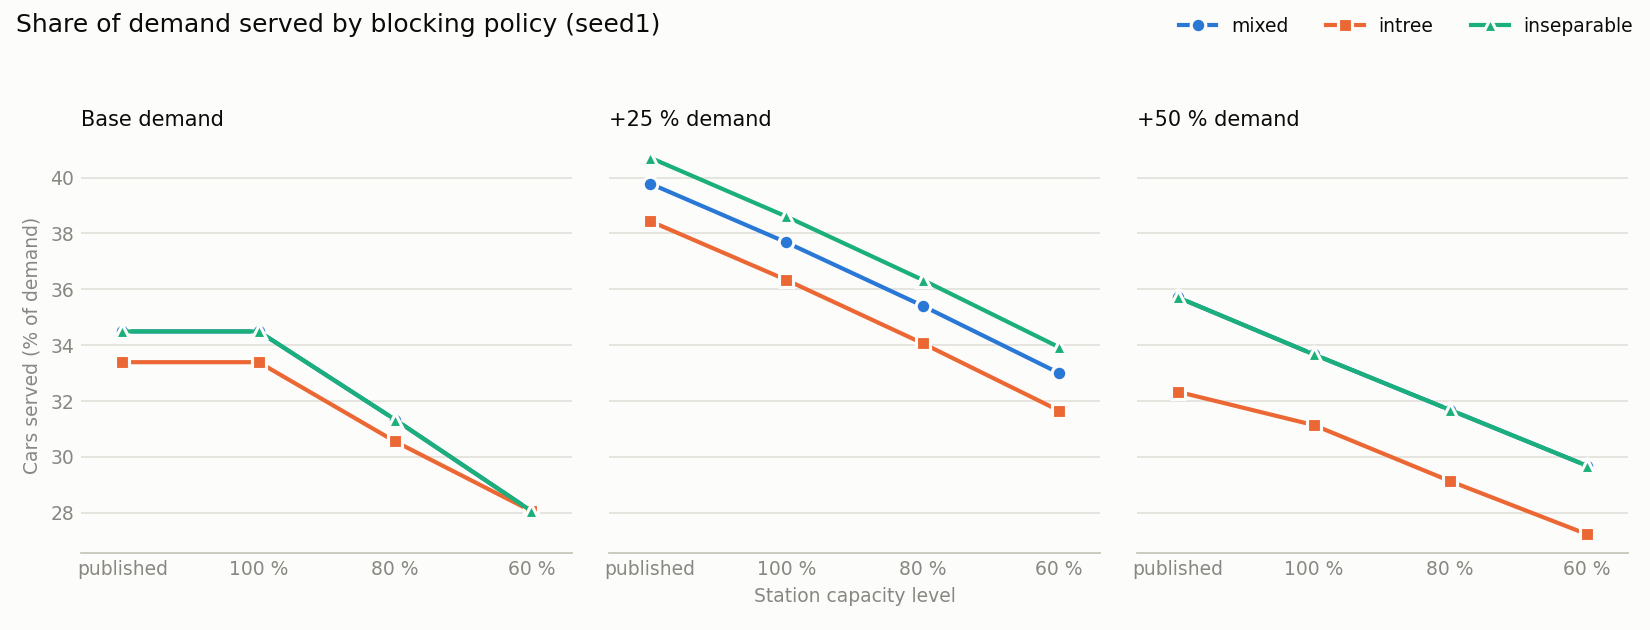 Share of demand served by blocking policy (seed1)
mixed
intree
inseparable
Base demand
+25 % demand
+50 % demand
Cars served (% of demand)
40
38
36
34
32
30
28
published 100 % 80 % 60 %
published 100 % 80 % 60 %
published 100 % 80 % 60 %
Station capacity level